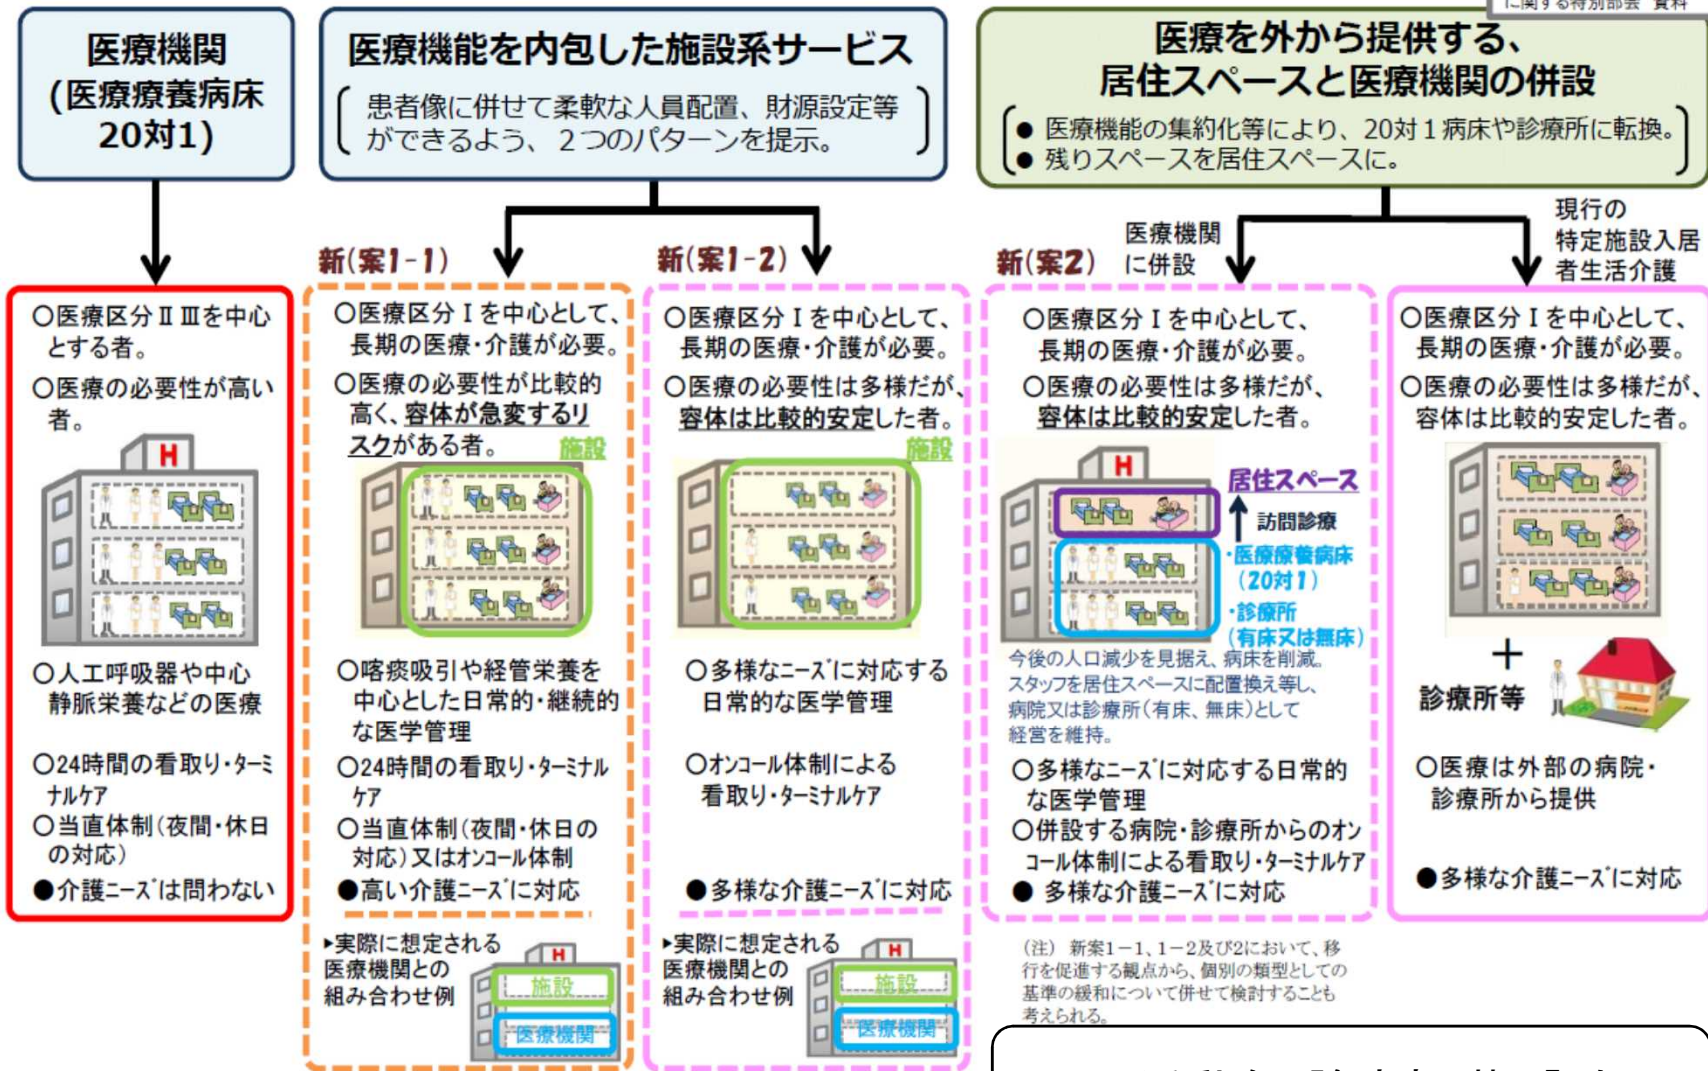 に関する特別部会 資料
医療機関
(医療療養病床
20対1)
医療機能を内包した施設系サービス
患者像に併せて柔軟な人員配置、財源設定等
ができるよう、２つのパターンを提示。
医療を外から提供する、
居住スペースと医療機関の併設
● 医療機能の集約化等により、20対１病床や診療所に転換。
● 残りスペースを居住スペースに。
新(案1-1)
新(案1-2)
新(案2)
医療機関
に併設
現行の
特定施設入居
者生活介護
○医療区分ⅡⅢを中心
とする者。
○医療の必要性が高い
者。
H
○人工呼吸器や中心
静脈栄養などの医療
○24時間の看取り・ターミ
ナルケア
○当直体制(夜間・休日
の対応)
●介護ニーズは問わない
○医療区分Ⅰを中心として、
長期の医療・介護が必要。
○医療の必要性が比較的
高く、容体が急変するリ
スクがある者。
施設
○喀痰吸引や経管栄養を
中心とした日常的・継続的
な医学管理
○24時間の看取り・ターミナル
ケア
○当直体制(夜間・休日の
対応)又はオンコール体制
●高い介護ニーズに対応
▶実際に想定される
医療機関との
組み合わせ例
H
施設
医療機関
○医療区分Ⅰを中心として、
長期の医療・介護が必要。
○医療の必要性は多様だが、
容体は比較的安定した者。
施設
○多様なニーズに対応する
日常的な医学管理
○オンコール体制による
看取り・ターミナルケア
●多様な介護ニーズに対応
▶実際に想定される
医療機関との
組み合わせ例
H
施設
医療機関
○医療区分Ⅰを中心として、
長期の医療・介護が必要。
○医療の必要性は多様だが、
容体は比較的安定した者。
H
居住スペース
訪問診療
・医療療養病床
(20対1)
・診療所
(有床又は無床)
今後の人口減少を見据え、病床を削減。
スタッフを居住スペースに配置換え等し、
病院又は診療所(有床、無床)として
経営を維持。
○多様なニーズに対応する日常的
な医学管理
○併設する病院・診療所からのオン
コール体制による看取り・ターミナルケア
● 多様な介護ニーズに対応
(注) 新案1－1、1－2及び2において、移
行を促進する観点から、個別の類型としての
基準の緩和について併せて検討することも
考えられる。
○医療区分Ⅰを中心として、
長期の医療・介護が必要。
○医療の必要性は多様だが、
容体は比較的安定した者。
＋
診療所等
○医療は外部の病院・
診療所から提供
●多様な介護ニーズに対応